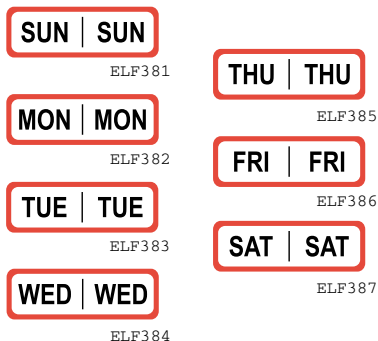 SUN | SUN
ELF381
MON | MON
ELF382
TUE | TUE
ELF383
WED | WED
ELF384
THU | THU
ELF385
FRI | FRI
ELF386
SAT | SAT
ELF387